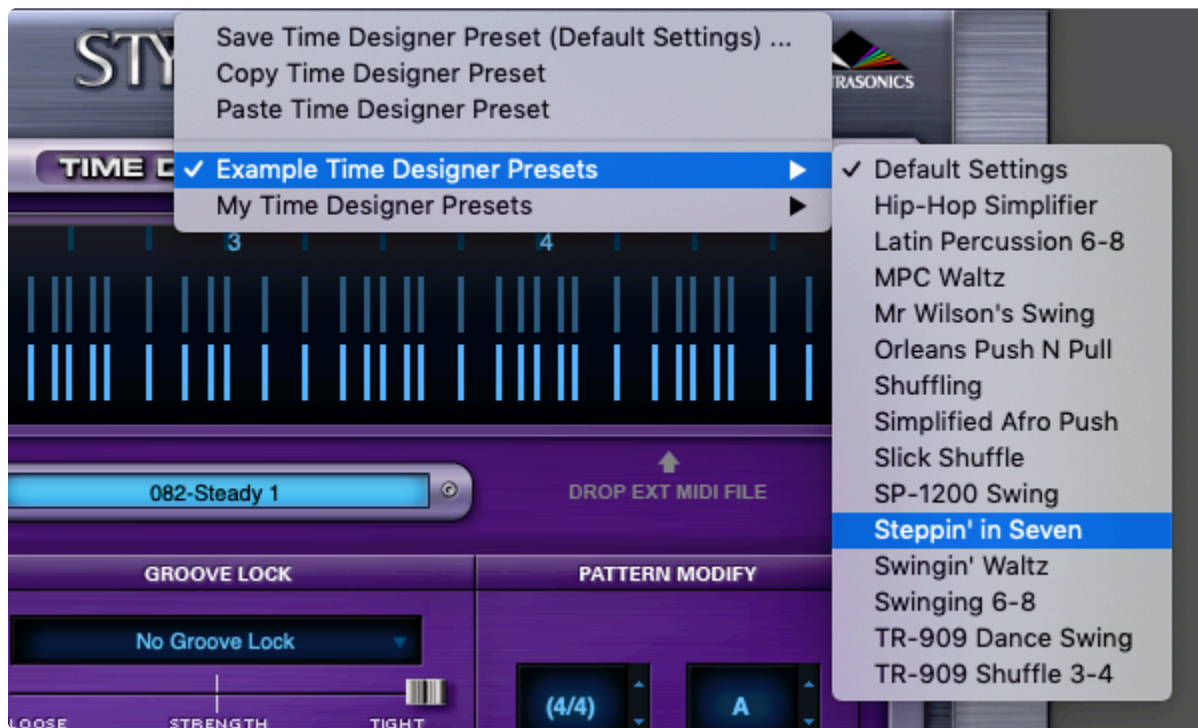 STY
Save Time Designer Preset (Default Settings) ...
Copy Time Designer Preset
Paste Time Designer Preset
RASONICS
TIME D
✓ Example Time Designer Presets ▶
My Time Designer Presets ▶
✓ Default Settings
Hip-Hop Simplifier
Latin Percussion 6-8
MPC Waltz
Mr Wilson's Swing
Orleans Push N Pull
Shuffling
Simplified Afro Push
Slick Shuffle
SP-1200 Swing
Steppin' in Seven
Swingin' Waltz
Swinging 6-8
TR-909 Dance Swing
TR-909 Shuffle 3-4
3 4
082-Steady 1
DROP EXT MIDI FILE
GROOVE LOCK
PATTERN MODIFY
No Groove Lock
(4/4) A
LOOSE STRENGTH TIGHT